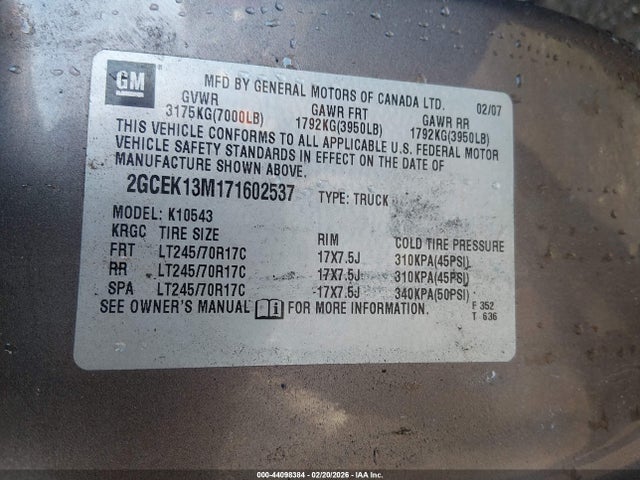 GM
MFD BY GENERAL MOTORS OF CANADA LTD. 02/07
GVWR GAWR FRT GAWR RR
3175KG(7000LB) 1792KG(3950LB) 1792KG(3950LB)
THIS VEHICLE CONFORMS TO ALL APPLICABLE U.S. FEDERAL MOTOR
VEHICLE SAFETY STANDARDS IN EFFECT ON THE DATE OF
MANUFACTURE SHOWN ABOVE.
2GCEK13M171602537 TYPE: TRUCK
MODEL: K10543
KRGC TIRE SIZE RIM COLD TIRE PRESSURE
FRT LT245/70R17C 17X7.5J 310KPA(45PSI)
RR LT245/70R17C 17X7.5J 310KPA(45PSI)
SPA LT245/70R17C 17X7.5J 340KPA(50PSI)
SEE OWNER'S MANUAL i FOR MORE INFORMATION.
F 352
T 636
000-44098384 - 02/20/2026 - IAA Inc.